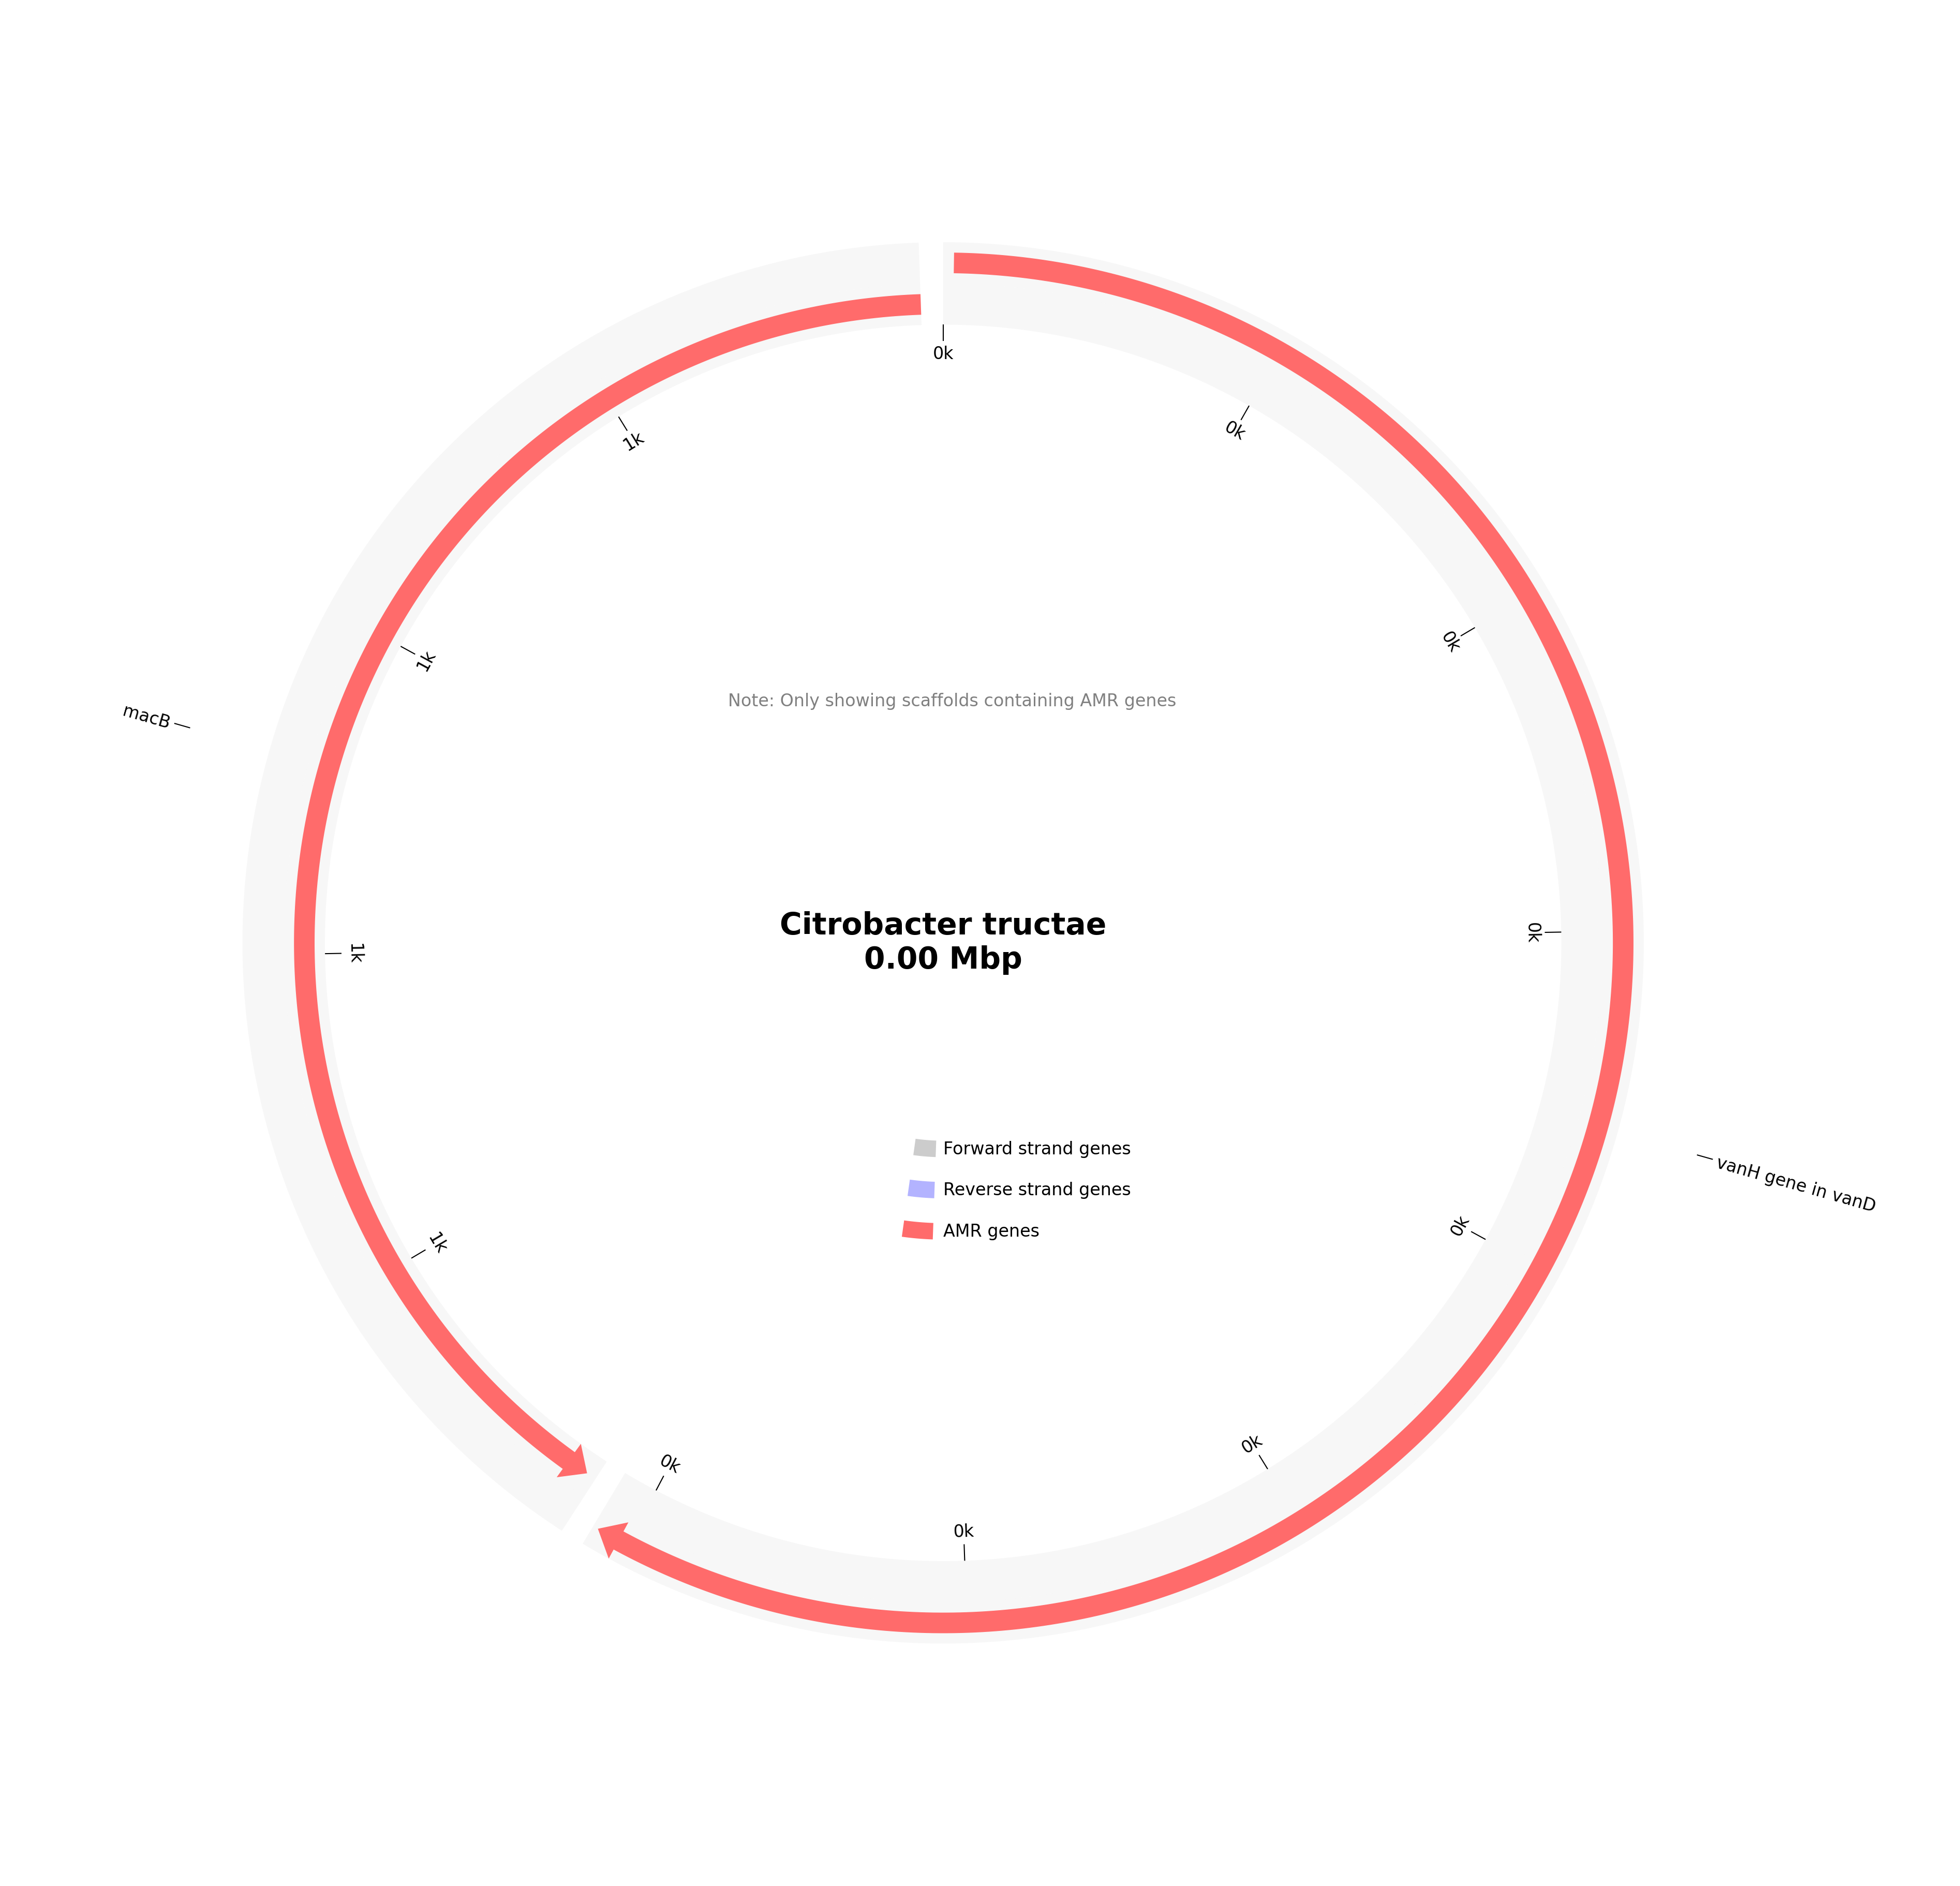 0k
0k
1k
0k
1k
Note: Only showing scaffolds containing AMR genes
macB
Citrobacter tructae
0.00 Mbp
0k
1k
Forward strand genes
vanH gene in vanD
Reverse strand genes
0k
AMR genes
1k
0k
0k
0k